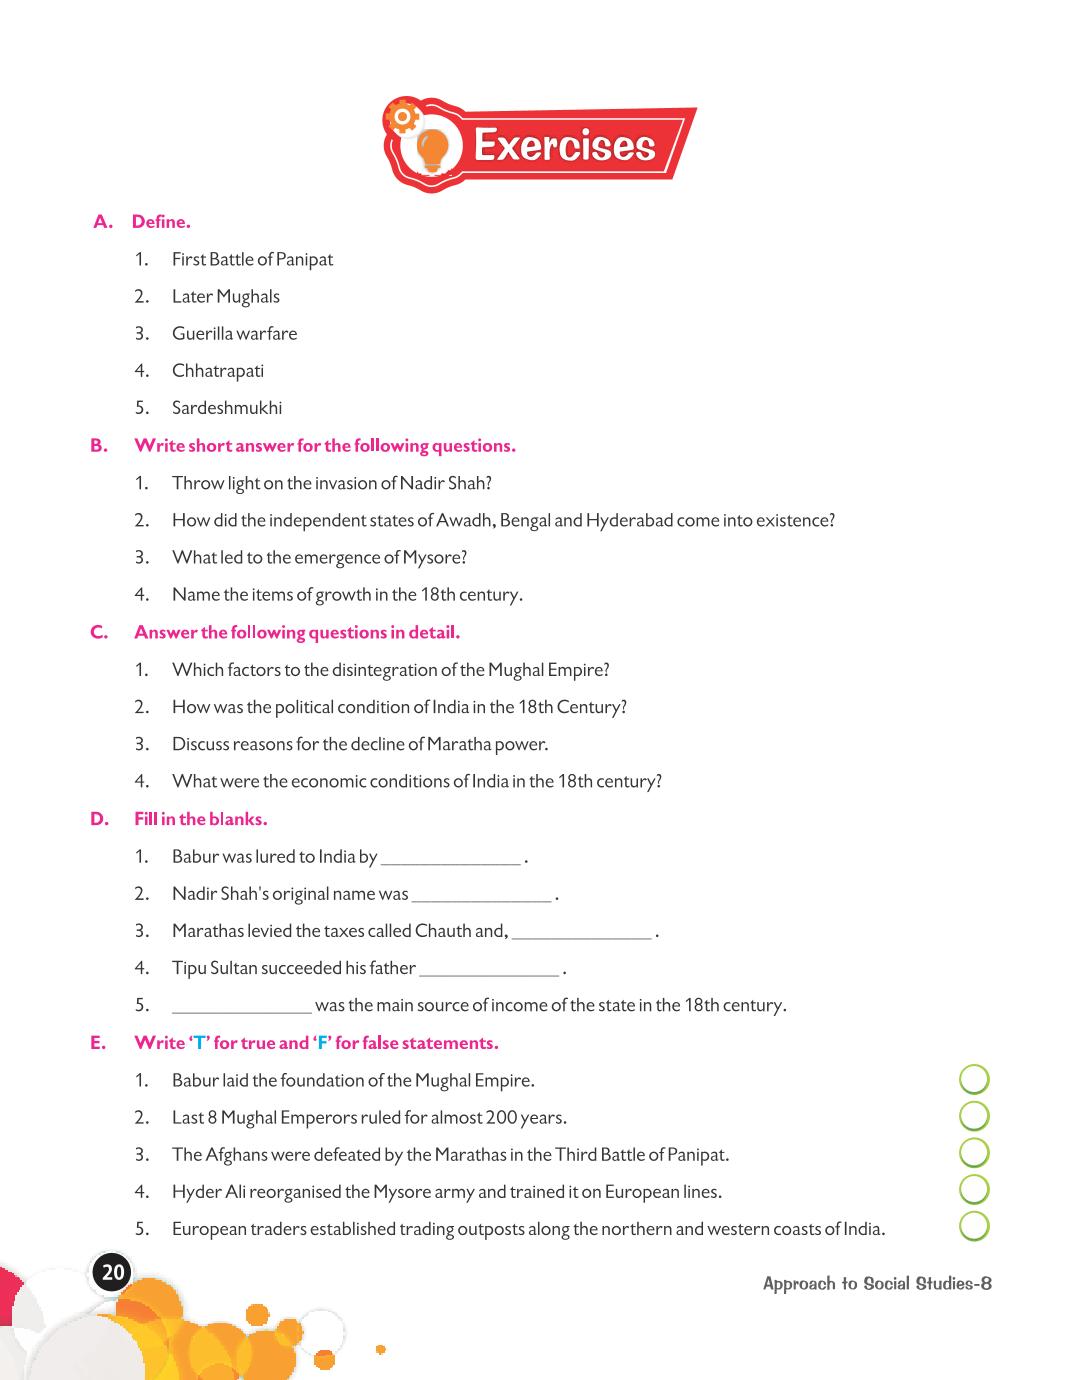 Exercises
A. Define.
1. First Battle of Panipat
2. Later Mughals
3. Guerilla warfare
4. Chhatrapati
5. Sardeshmukhi
B. Write short answer for the following questions.
1. Throw light on the invasion of Nadir Shah?
2. How did the independent states of Awadh, Bengal and Hyderabad come into existence?
3. What led to the emergence of Mysore?
4. Name the items of growth in the 18th century.
C. Answer the following questions in detail.
1. Which factors to the disintegration of the Mughal Empire?
2. How was the political condition of India in the 18th Century?
3. Discuss reasons for the decline of Maratha power.
4. What were the economic conditions of India in the 18th century?
D. Fill in the blanks.
1. Babur was lured to India by ______________ .
2. Nadir Shah's original name was ______________ .
3. Marathas levied the taxes called Chauth and, ______________ .
4. Tipu Sultan succeeded his father ______________ .
5. ______________ was the main source of income of the state in the 18th century.
E. Write ‘T’ for true and ‘F’ for false statements.
1. Babur laid the foundation of the Mughal Empire.
2. Last 8 Mughal Emperors ruled for almost 200 years.
3. The Afghans were defeated by the Marathas in the Third Battle of Panipat.
4. Hyder Ali reorganised the Mysore army and trained it on European lines.
5. European traders established trading outposts along the northern and western coasts of India.
20
Approach to Social Studies-8